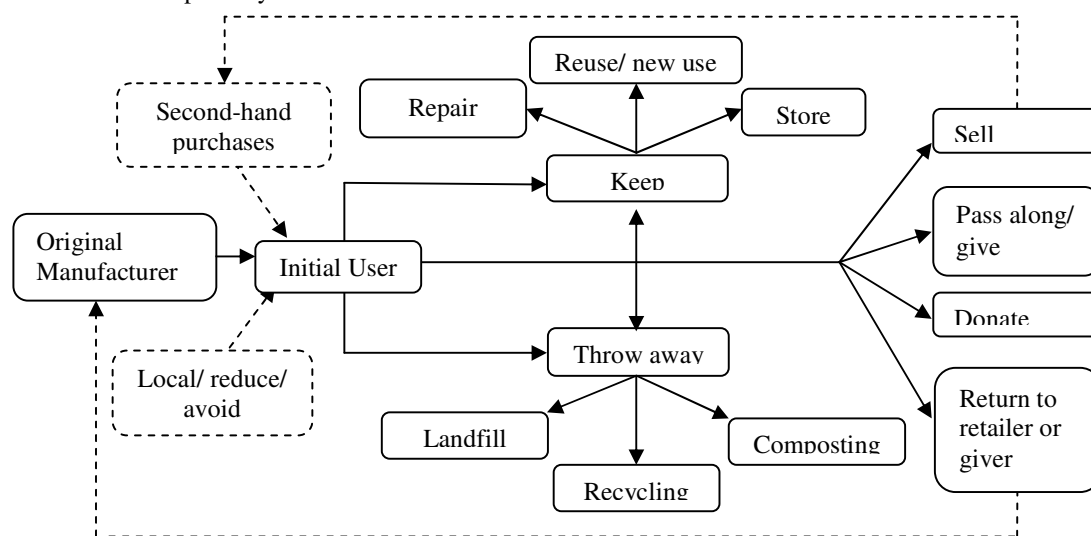 Reuse/ new use
Repair
Store
Second-hand
purchases
Sell
Keep
Pass along/
give
Original
Manufacturer
Initial User
Donate
Throw away
Local/ reduce/
avoid
Return to
retailer or
giver
Landfill
Composting
Recycling